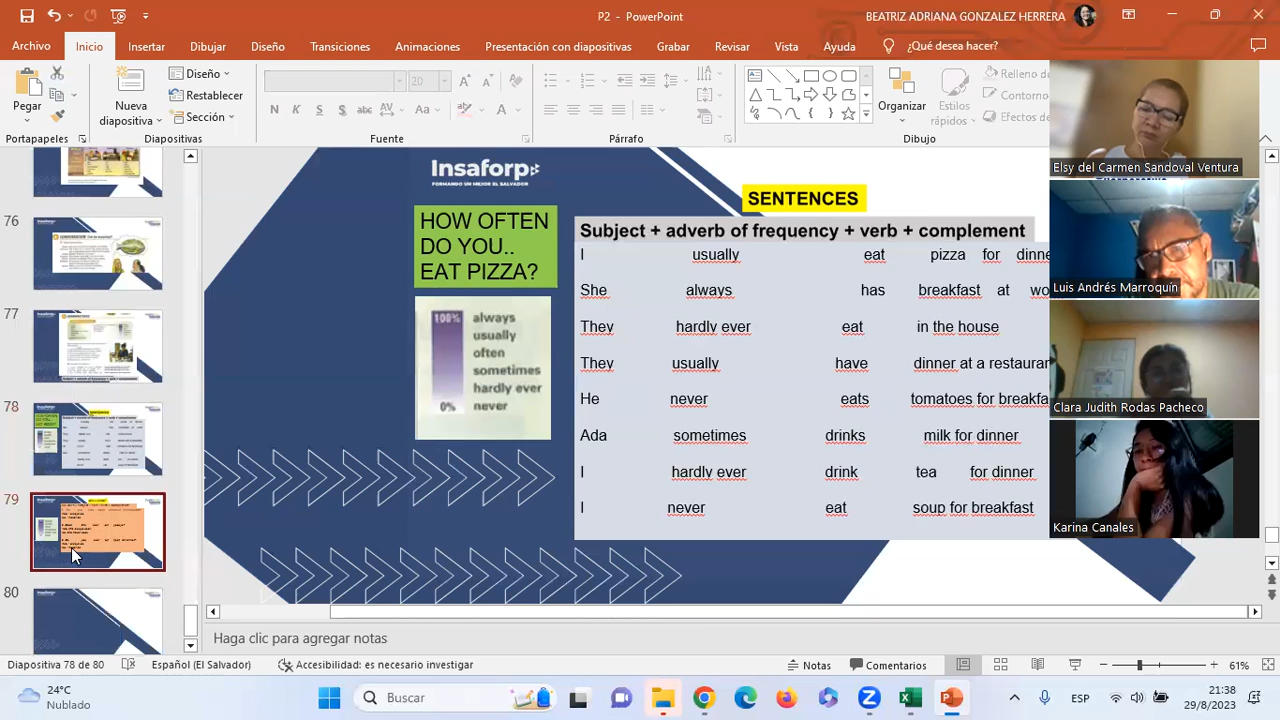 P2 - PowerPoint
BEATRIZ ADRIANA GONZALEZ HERRERA
Archivo Inicio Insertar Dibujar Diseño Transiciones Animaciones Presentación con diapositivas Grabar Revisar Vista Ayuda ¿Qué desea hacer?
Pegar
Nueva
diapositiva
Diseño
Restablecer
Sección
20
N K S abc AV Aa
Organizar
Estilos
rápidos
Relleno de
Contorno
Efectos de
Portapapeles Diapositivas Fuente Párrafo Dibujo
76
77
78
79
80
Insaforp
FORMANDO UN MEJOR EL SALVADOR
HOW OFTEN
DO YOU..
EAT PIZZA?
100%
0%
always
usually
often
sometimes
hardly ever
never
SENTENCES
Subject + adverb of frequency + verb + complement
I usually eat pizza for dinne
She always has breakfast at wo
They hardly ever eat in the house
They usually have dinner at a restauran
He never eats tomatoes for breakfa
Ada sometimes drinks milk for dinner
I hardly ever drink tea for dinner
I never eat soup for breakfast
Elsy del Carmen Sandoval Ventura
Luis Andrés Marroquín
Clara Judith Rodas Pacheco
Karina Canales
Haga clic para agregar notas
Diapositiva 78 de 80 Español (El Salvador) Accesibilidad: es necesario investigar Notas Comentarios 61%
24°C
Nublado
Buscar
ESP
21:38
29/8/2023